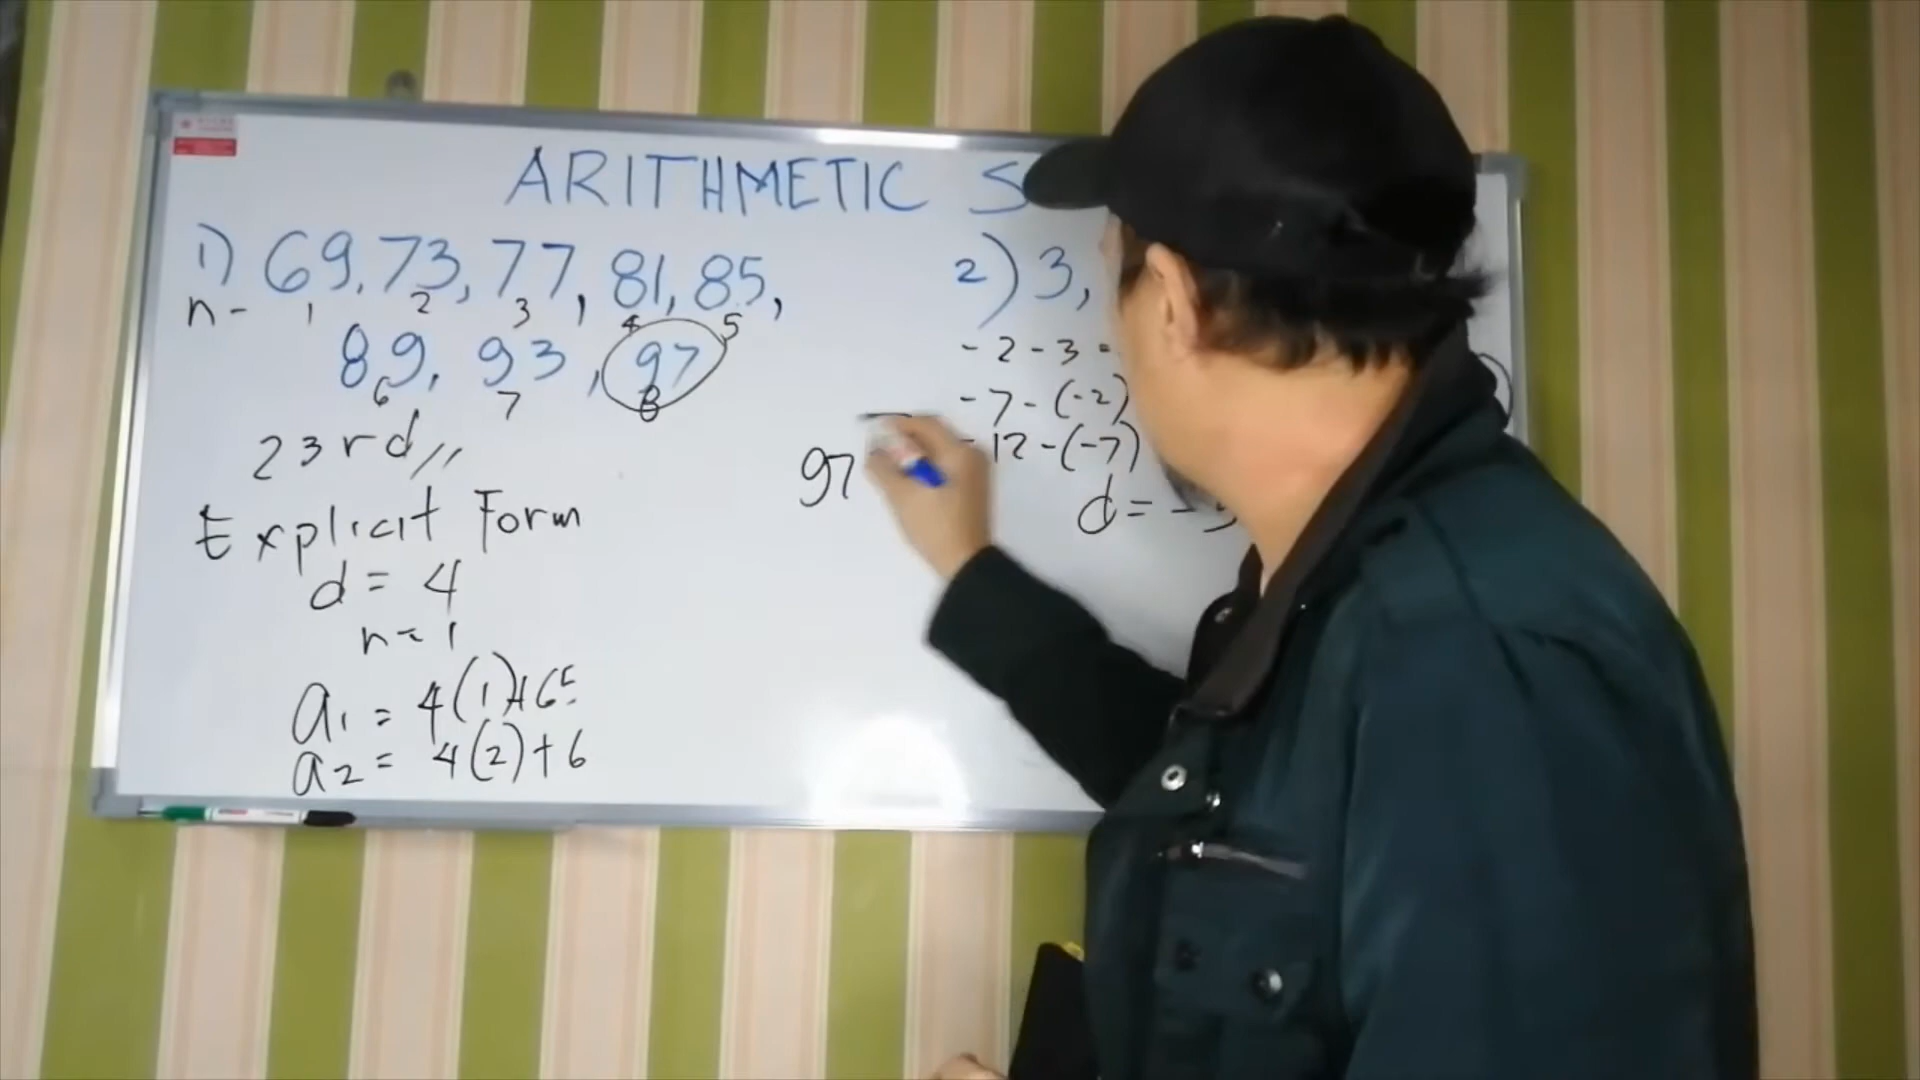 ARITHMETIC S
1) 69, 73, 77, 81, 85,
n - 1 2 3 4 5
89, 93, 97
6 7 8
23rd,,
Explicit Form
d = 4
n = 1
a1 = 4(1)+65
a2 = 4(2)+6
97
2) 3,
-2-3=
-7-(-2)
-12-(-7)
d = -5